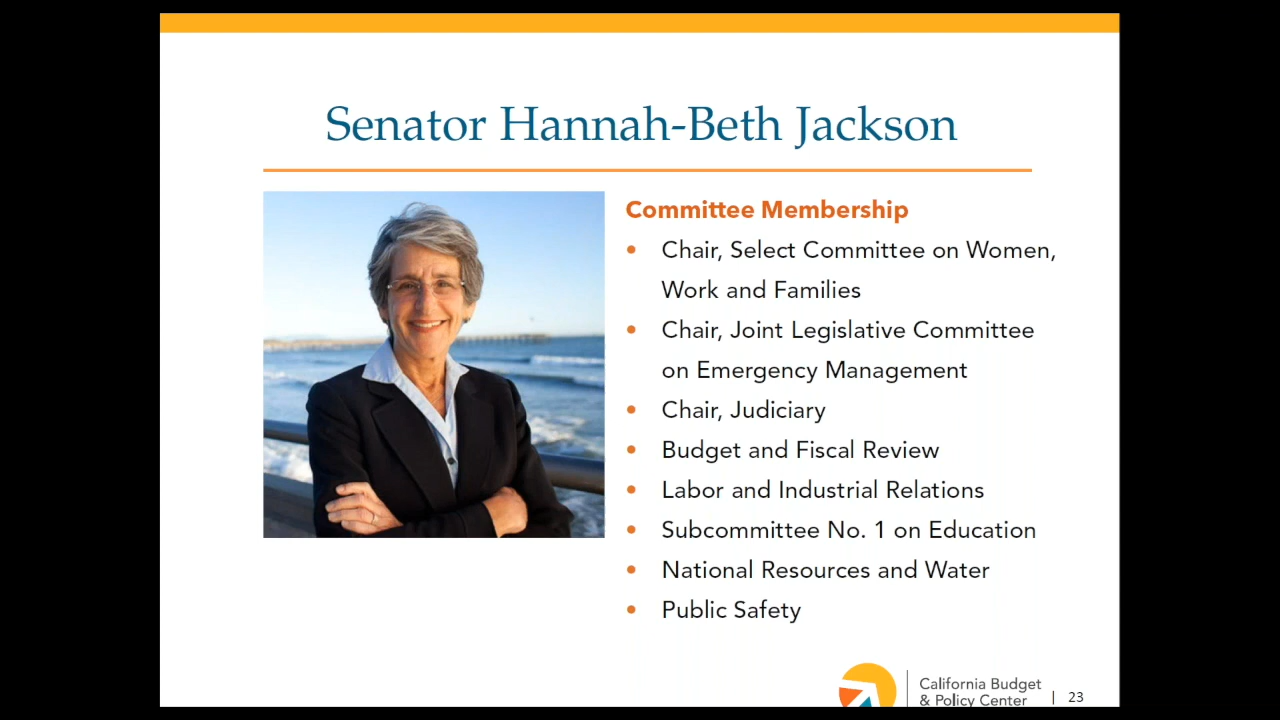 Senator Hannah-Beth Jackson
Committee Membership
• Chair, Select Committee on Women,
Work and Families
• Chair, Joint Legislative Committee
on Emergency Management
• Chair, Judiciary
• Budget and Fiscal Review
• Labor and Industrial Relations
• Subcommittee No. 1 on Education
• National Resources and Water
• Public Safety
California Budget
& Policy Center | 23